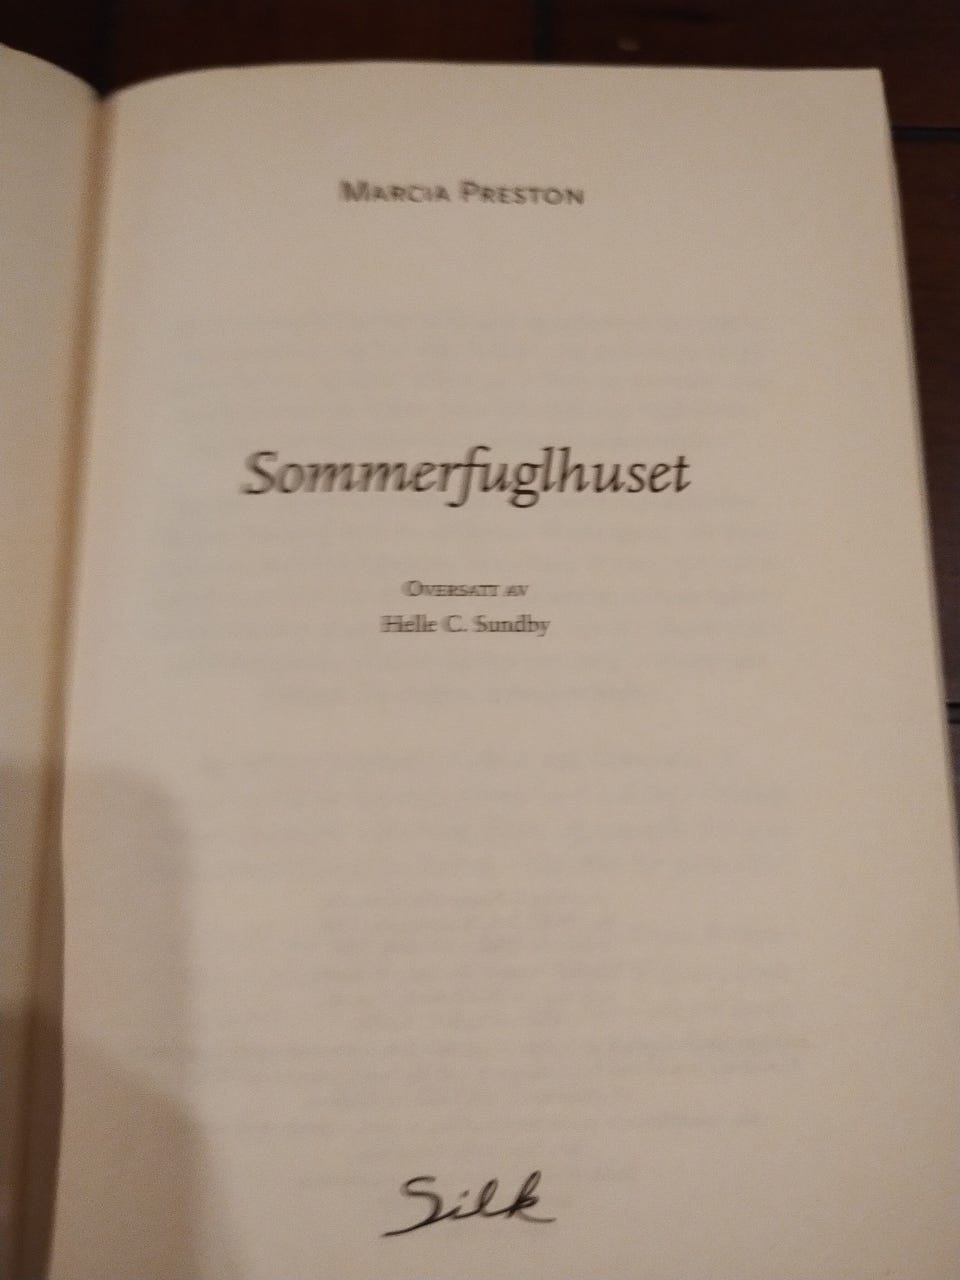 MARCIA PRESTON
Sommerfuglhuset
OVERSATT AV
Helle C. Sundby
Silk